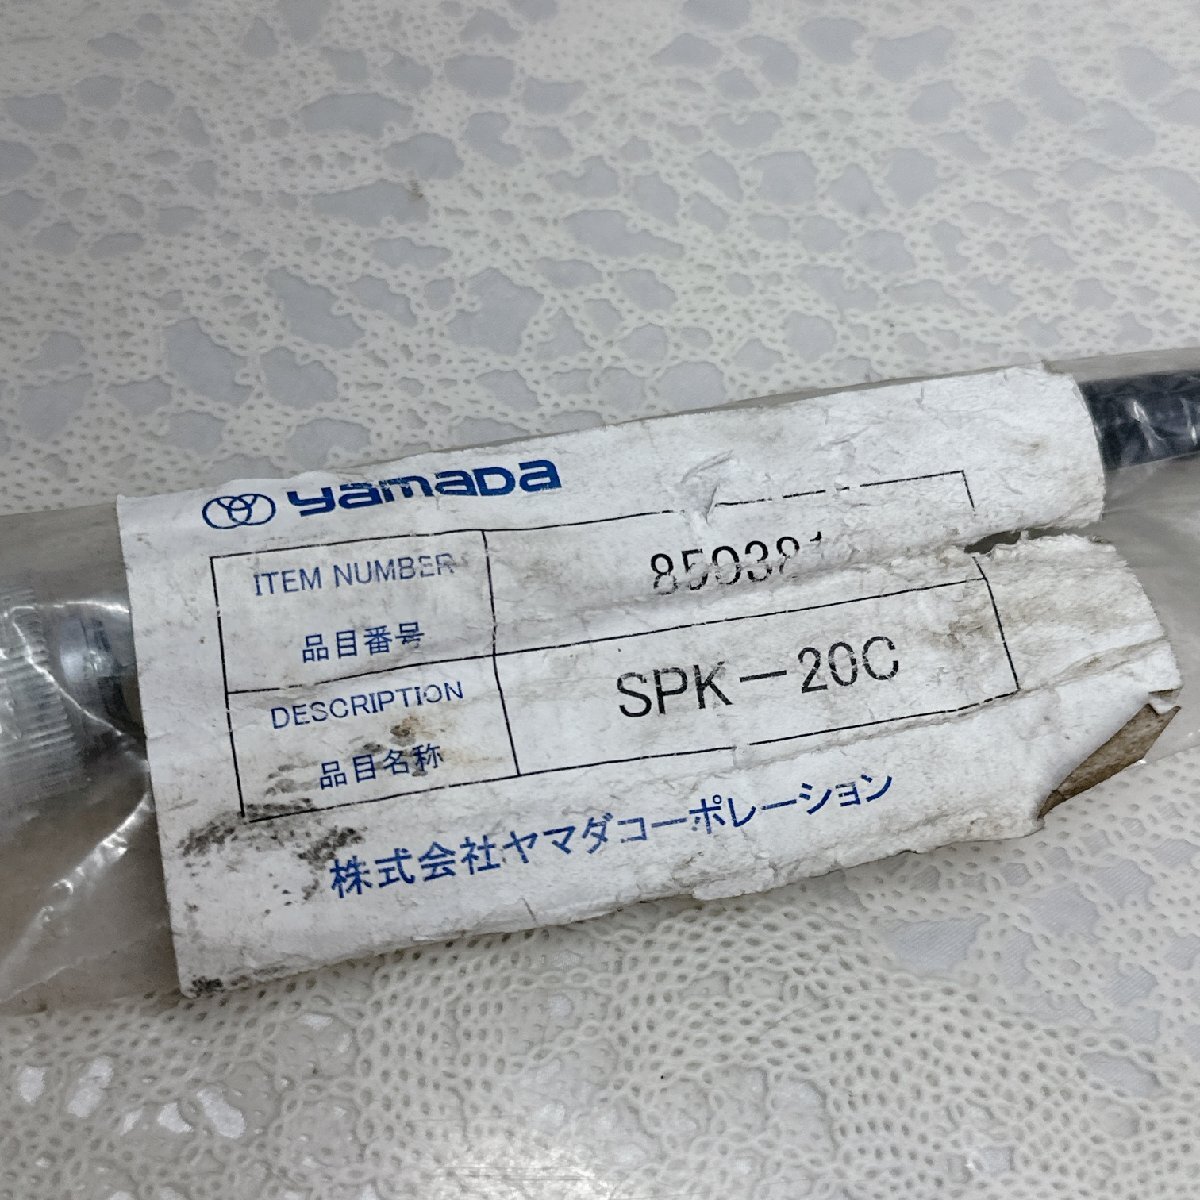 yamada
ITEM NUMBER
品目番号
DESCRIPTION
品目名称
SPK-20C
株式会社ヤマダコーポレーション